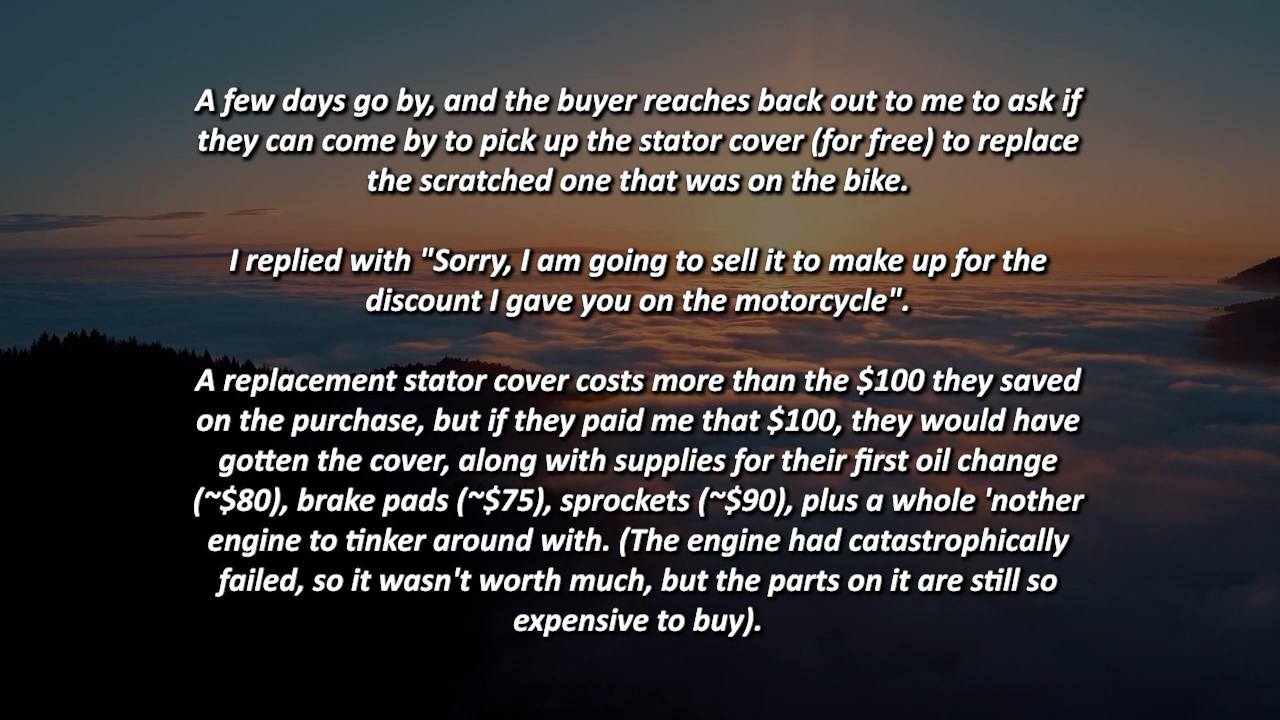 A few days go by, and the buyer reaches back out to me to ask if
they can come by to pick up the stator cover (for free) to replace
the scratched one that was on the bike.
I replied with "Sorry, I am going to sell it to make up for the
discount I gave you on the motorcycle".
A replacement stator cover costs more than the $100 they saved
on the purchase, but if they paid me that $100, they would have
gotten the cover, along with supplies for their first oil change
(~$80), brake pads (~$75), sprockets (~$90), plus a whole 'nother
engine to tinker around with. (The engine had catastrophically
failed, so it wasn't worth much, but the parts on it are still so
expensive to buy).